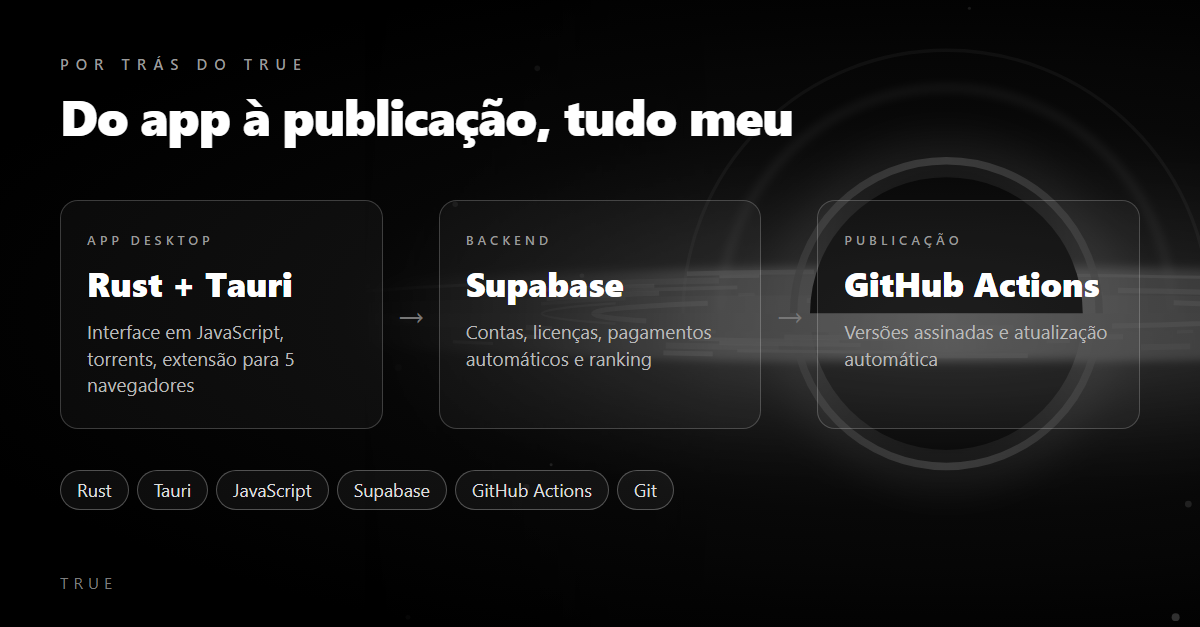 POR TRÁS DO TRUE
Do app à publicação, tudo meu
APP DESKTOP
Rust + Tauri
Interface em JavaScript,
torrents, extensão para 5
navegadores
→
BACKEND
Supabase
Contas, licenças, pagamentos
automáticos e ranking
→
PUBLICAÇÃO
GitHub Actions
Versões assinadas e atualização
automática
Rust
Tauri
JavaScript
Supabase
GitHub Actions
Git
TRUE